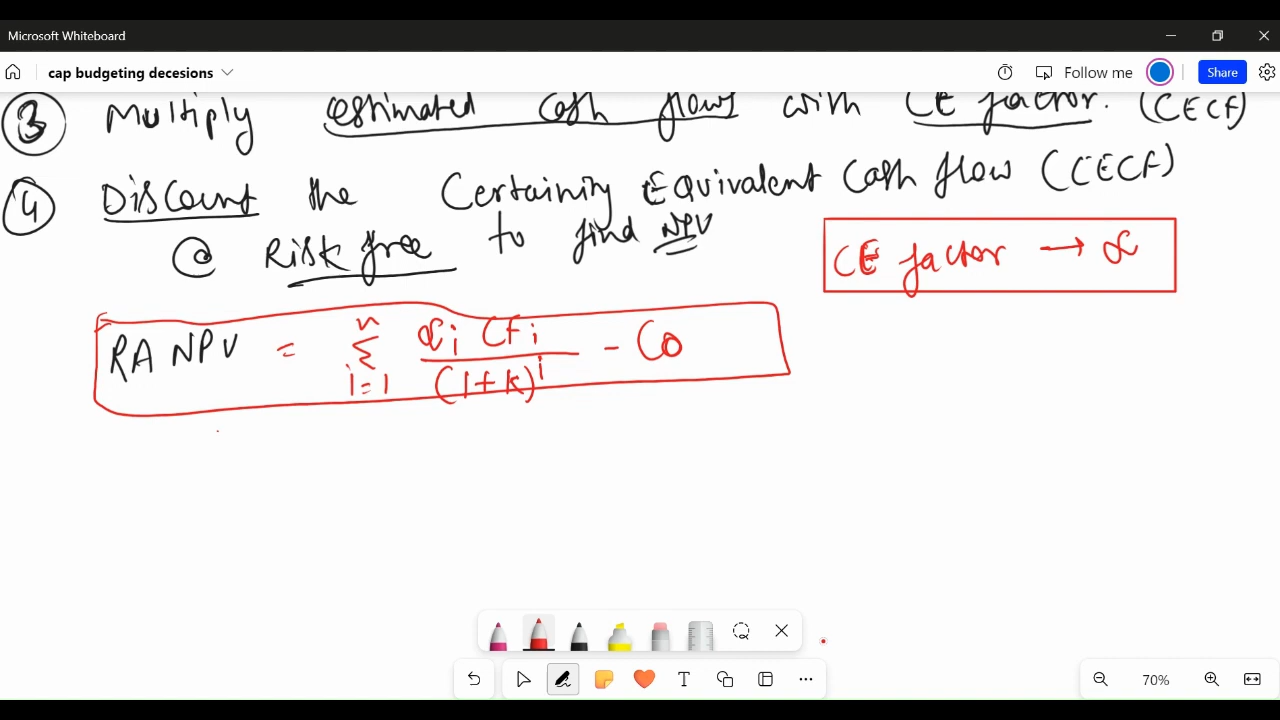 Microsoft Whiteboard
cap budgeting decesions
Follow me
Share
3 Multiply estimated cash flows with CE factor. (CECF)
4 Discount the Certaining Equivalent Cash flow (CECF)
@ Risk free to find NPV
CE factor → α
RA NPV = n Σ i=1 αi CFi / (1+k)^i - Co
70%